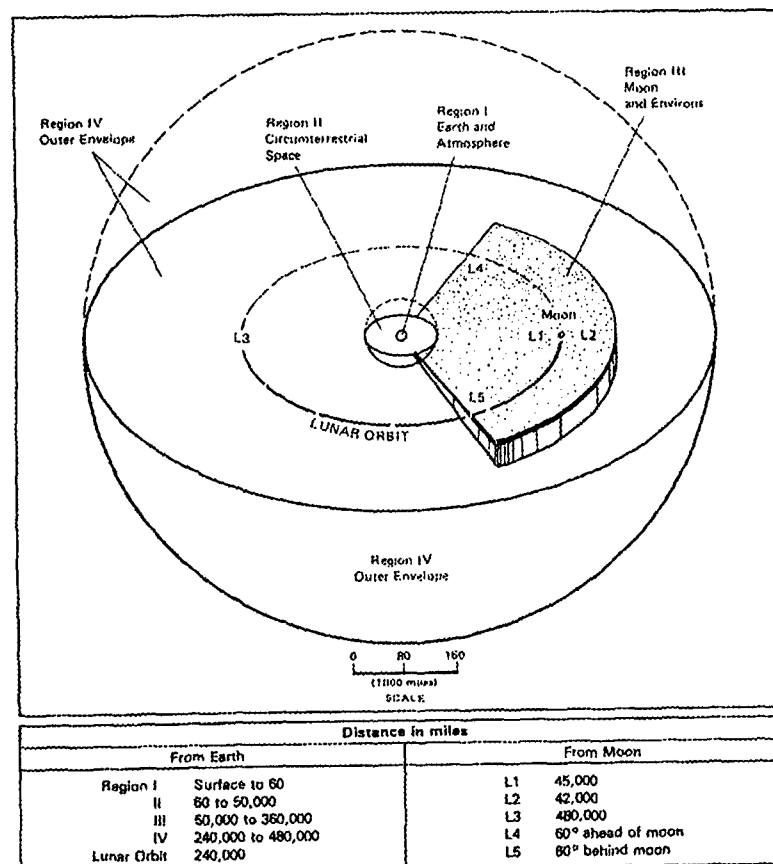 Region III
Moon
and Environs
Region I
Earth and
Atmosphere
Region II
Circumterrestrial
Space
Region IV
Outer Envelope
L4
Moon
L3
L1
L2
L5
LUNAR ORBIT
Region IV
Outer Envelope
0 80 160
(1000 miles)
SCALE
Distance in miles
From Earth
From Moon
Region I Surface to 60
II 60 to 50,000
III 50,000 to 360,000
IV 240,000 to 480,000
Lunar Orbit 240,000
L1 45,000
L2 42,000
L3 480,000
L4 60° ahead of moon
L5 60° behind moon